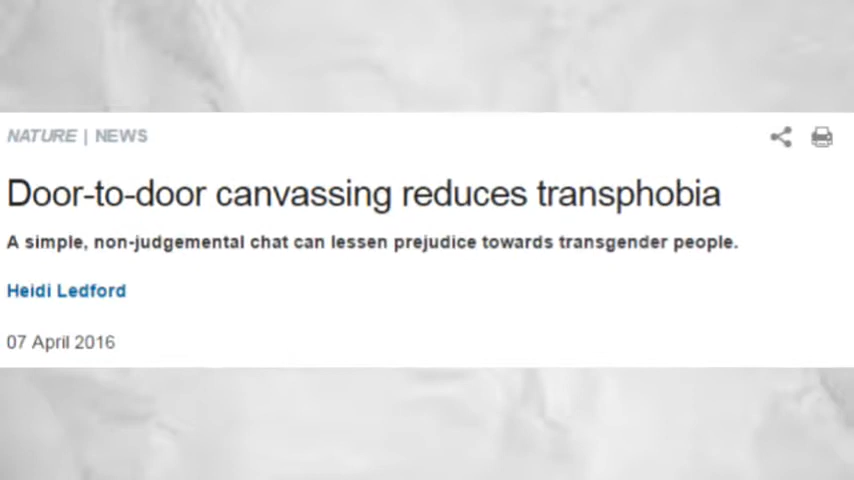 NATURE | NEWS
Door-to-door canvassing reduces transphobia
A simple, non-judgemental chat can lessen prejudice towards transgender people.
Heidi Ledford
07 April 2016